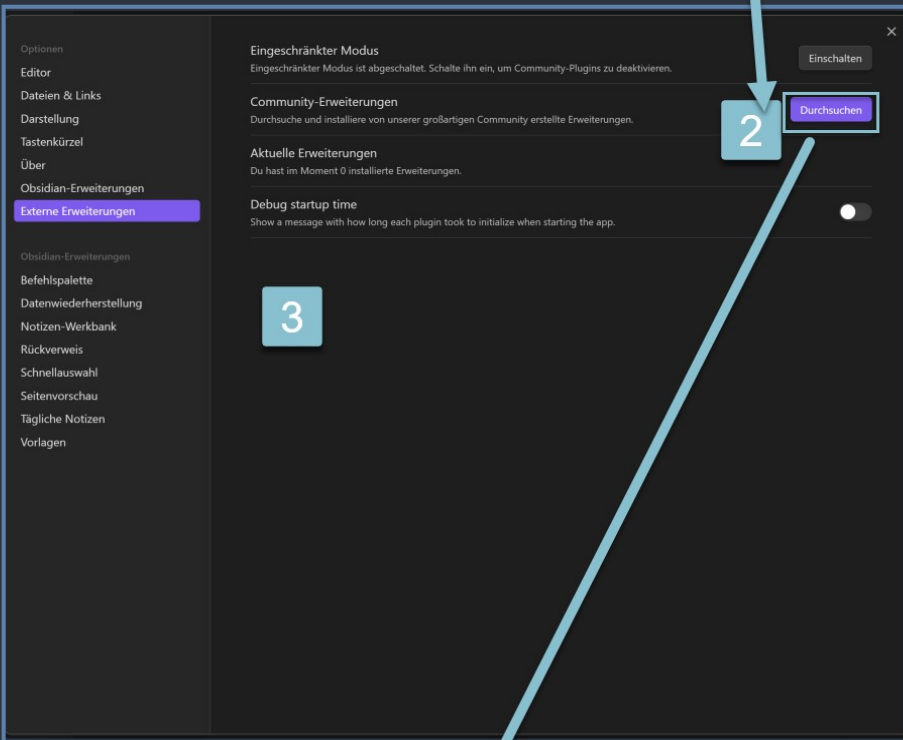 Optionen
Editor
Dateien & Links
Darstellung
Tastenkürzel
Über
Obsidian-Erweiterungen
Externe Erweiterungen
Obsidian-Erweiterungen
Befehlspalette
Datenwiederherstellung
Notizen-Werkbank
Rückverweis
Schnellauswahl
Seitenvorschau
Tägliche Notizen
Vorlagen
Eingeschränkter Modus
Eingeschränkter Modus ist abgeschaltet. Schalte ihn ein, um Community-Plugins zu deaktivieren.
Einschalten
Community-Erweiterungen
Durchsuche und installiere von unserer großartigen Community erstellte Erweiterungen.
2
Durchsuchen
Aktuelle Erweiterungen
Du hast im Moment 0 installierte Erweiterungen.
Debug startup time
Show a message with how long each plugin took to initialize when starting the app.
3